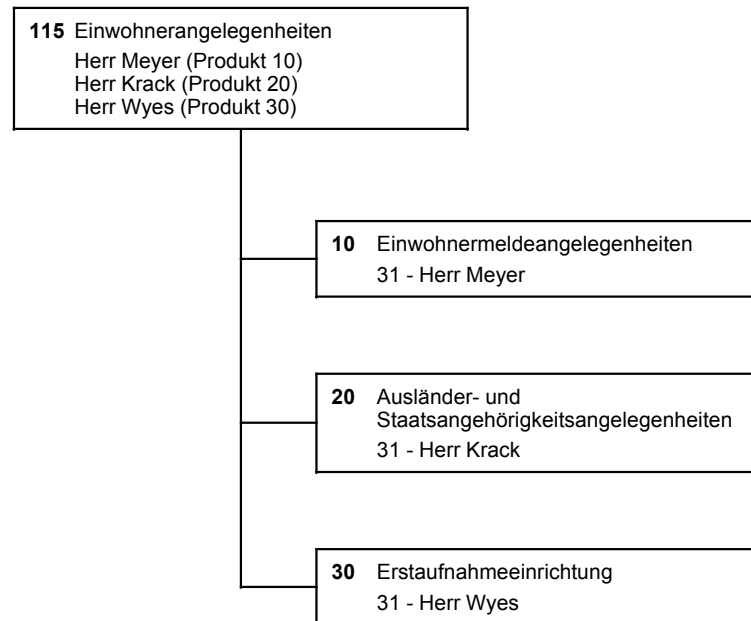 115 Einwohnerangelegenheiten
Herr Meyer (Produkt 10)
Herr Krack (Produkt 20)
Herr Wyes (Produkt 30)
10 Einwohnermeldeangelegenheiten
31 - Herr Meyer
20 Ausländer- und
Staatsangehörigkeitsangelegenheiten
31 - Herr Krack
30 Erstaufnahmeeinrichtung
31 - Herr Wyes